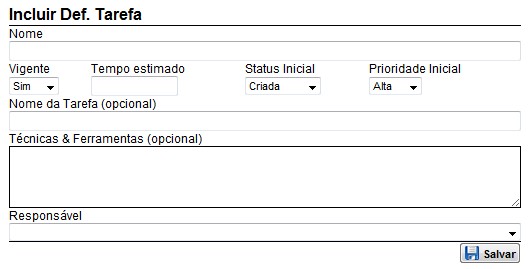 Incluir Def. Tarefa
Nome
Vigente Tempo estimado Status Inicial Prioridade Inicial
Sim Criada Alta
Nome da Tarefa (opcional)
Técnicas & Ferramentas (opcional)
Responsável
Salvar